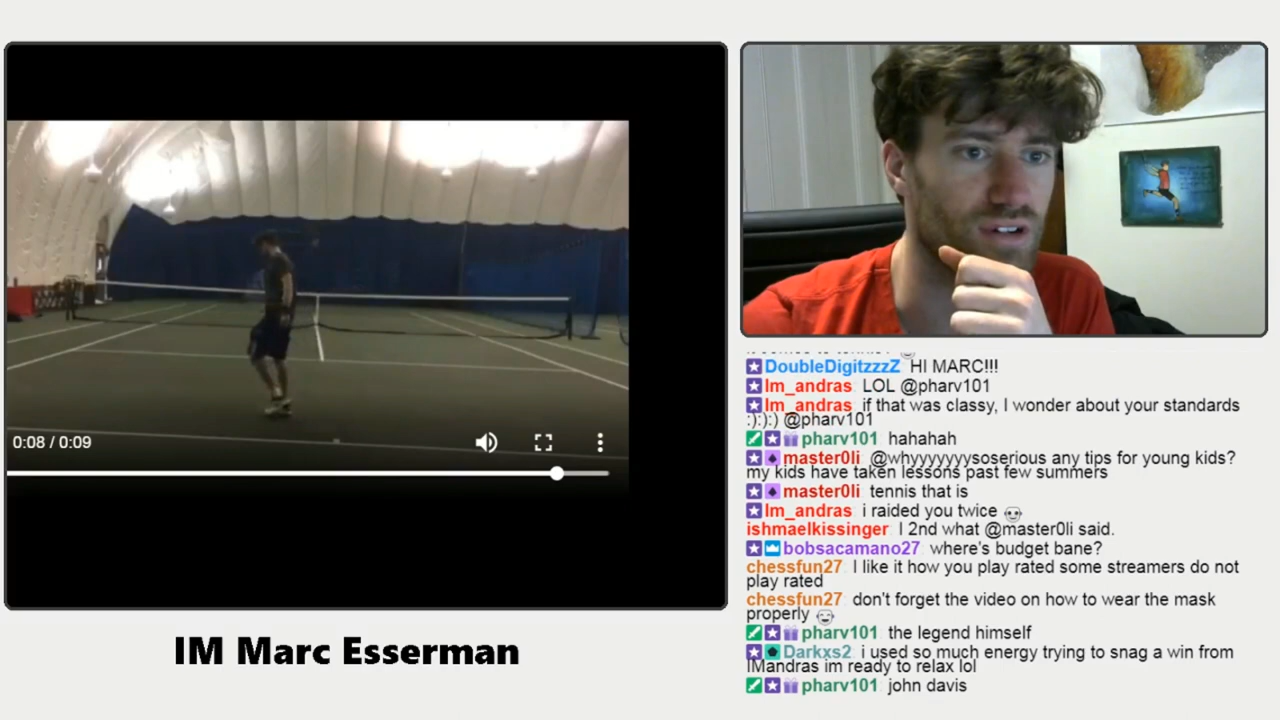 0:08 / 0:09
IM Marc Esserman
DoubleDigitzzzZ HI MARC!!!
Im_andras LOL @pharv101
Im_andras if that was classy, I wonder about your standards
:):):) @pharv101
pharv101 hahahah
master0li @whyyyyyyysoserious any tips for young kids?
my kids have taken lessons past few summers
master0li tennis that is
Im_andras i raided you twice
ishmaelkissinger I 2nd what @master0li said.
bobsacamano27 where's budget bane?
chessfun27 I like it how you play rated some streamers do not
play rated
chessfun27 don't forget the video on how to wear the mask
properly
pharv101 the legend himself
Darkxs2 i used so much energy trying to snag a win from
IMandras im ready to relax lol
pharv101 john davis